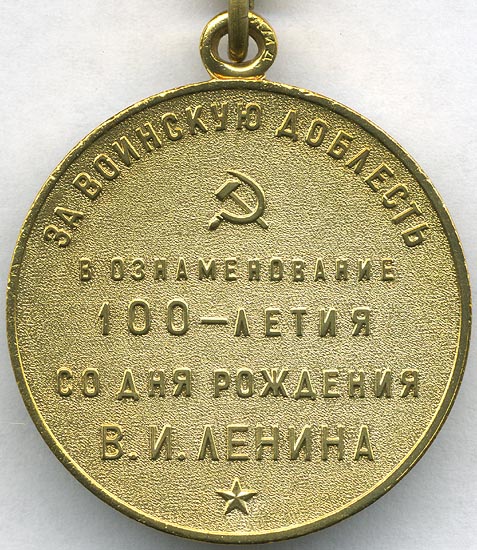 ЗА ВОИНСКУЮ ДОБЛЕСТЬ
В ОЗНАМЕНОВАНИЕ
100-ЛЕТИЯ
СО ДНЯ РОЖДЕНИЯ
В.И.ЛЕНИНА